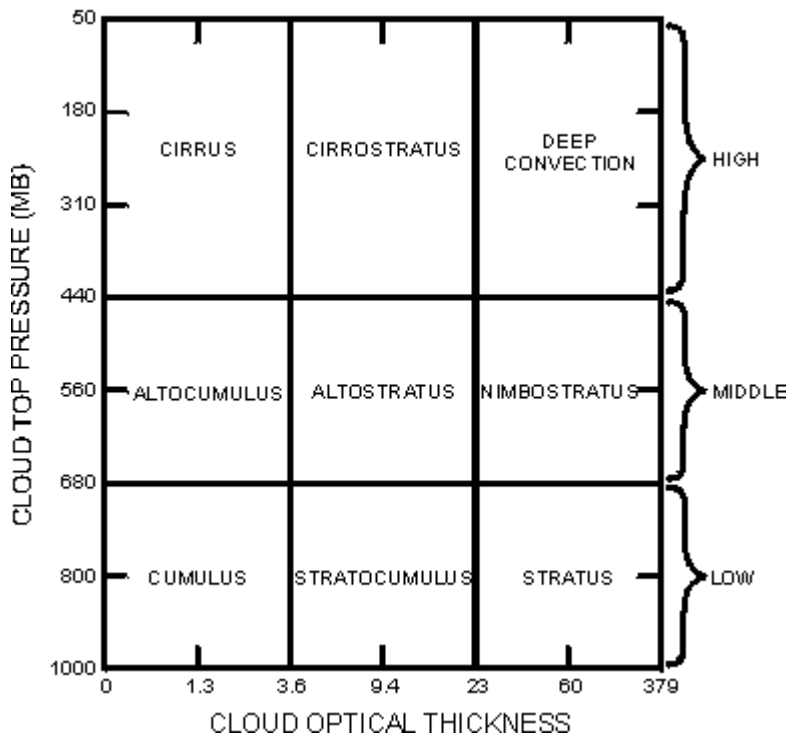 50
180
310
440
560
680
800
1000
CLOUD TOP PRESSURE (MB)
CIRRUS
CIRROSTRATUS
DEEP
CONVECTION
HIGH
ALTOCUMULUS
ALTOSTRATUS
NIMBOSTRATUS
MIDDLE
CUMULUS
STRATOCUMULUS
STRATUS
LOW
0
1.3
3.6
9.4
23
60
379
CLOUD OPTICAL THICKNESS